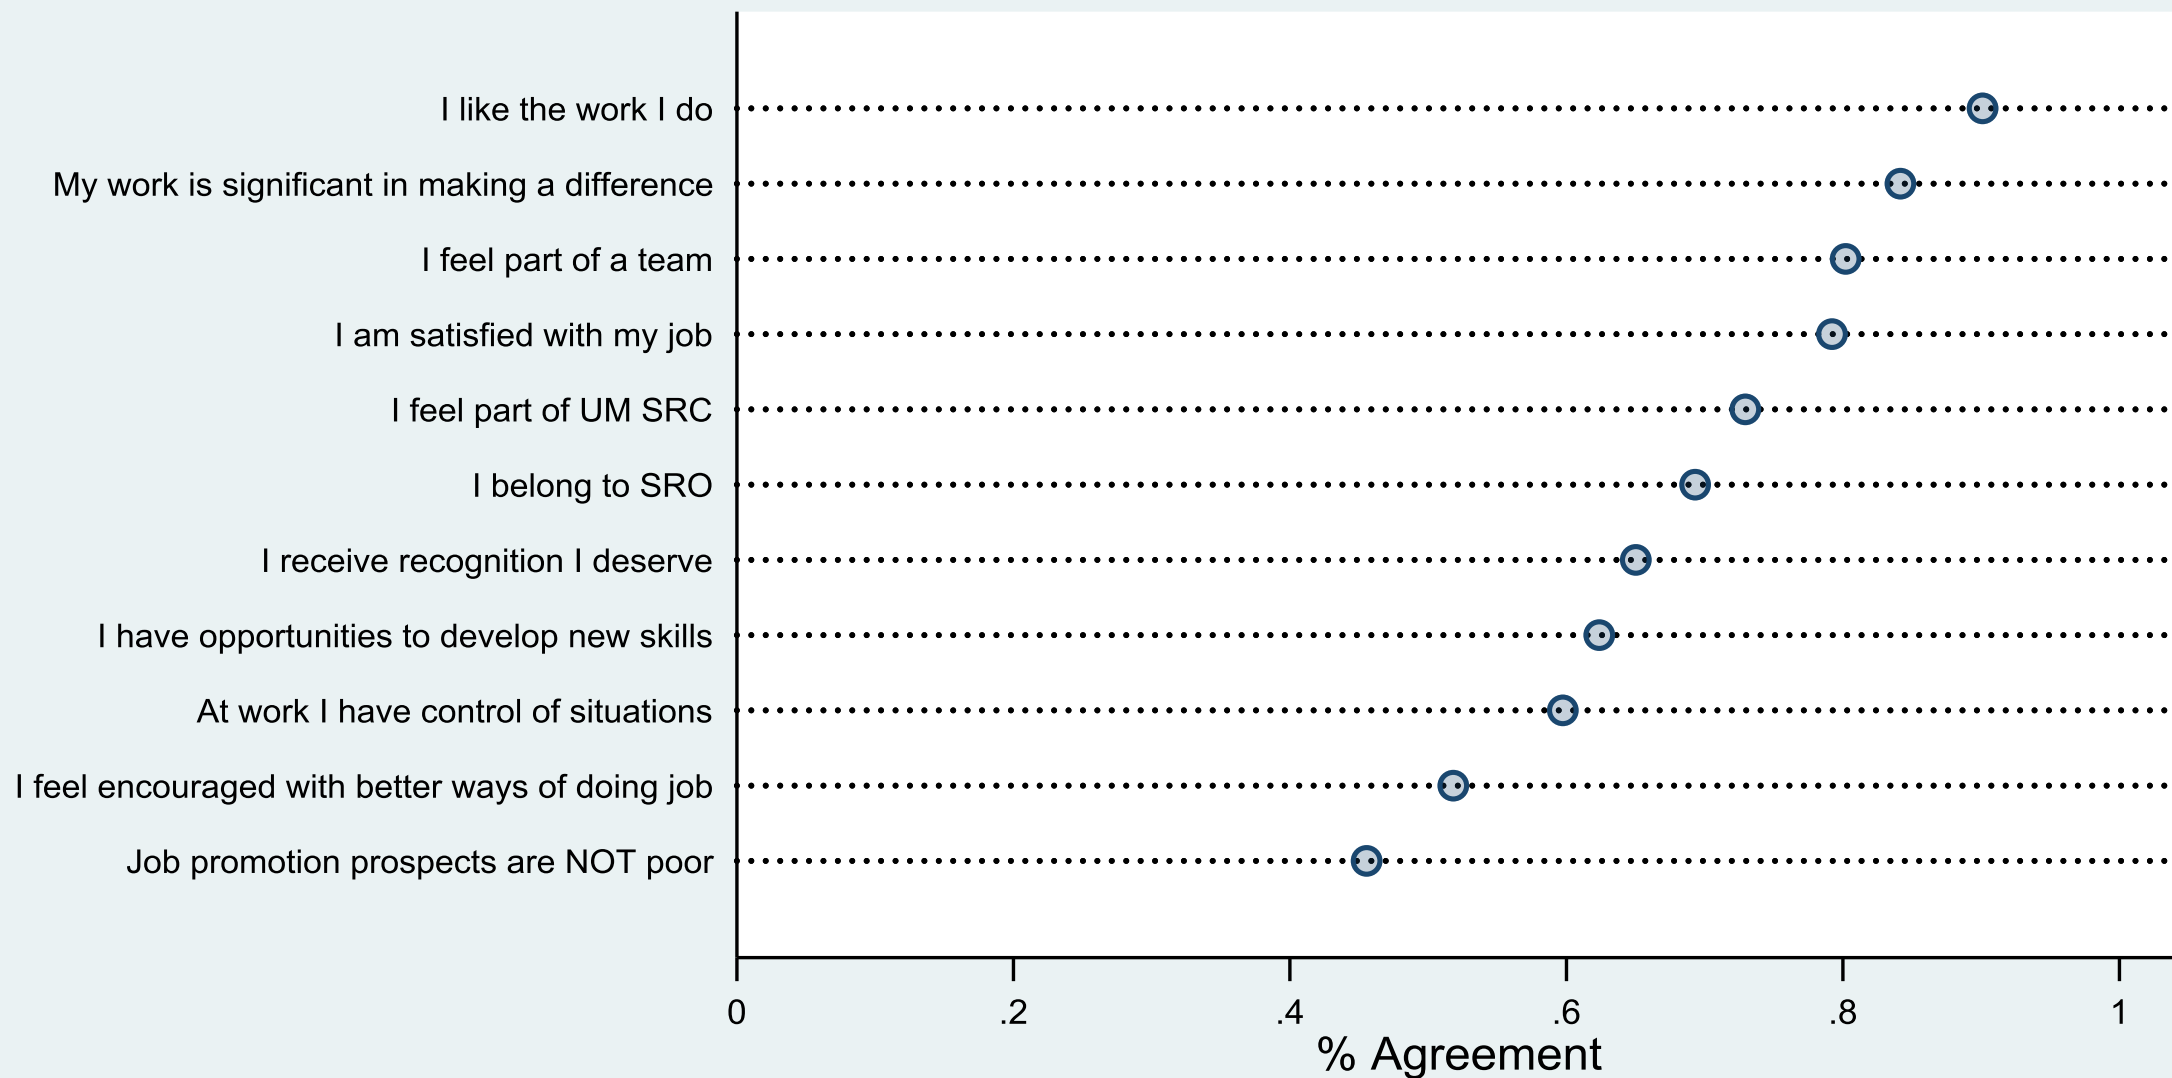 I like the work I do
My work is significant in making a difference
I feel part of a team
I am satisfied with my job
I feel part of UM SRC
I belong to SRO
I receive recognition I deserve
I have opportunities to develop new skills
At work I have control of situations
I feel encouraged with better ways of doing job
Job promotion prospects are NOT poor
0 .2 .4 .6 .8 1
% Agreement